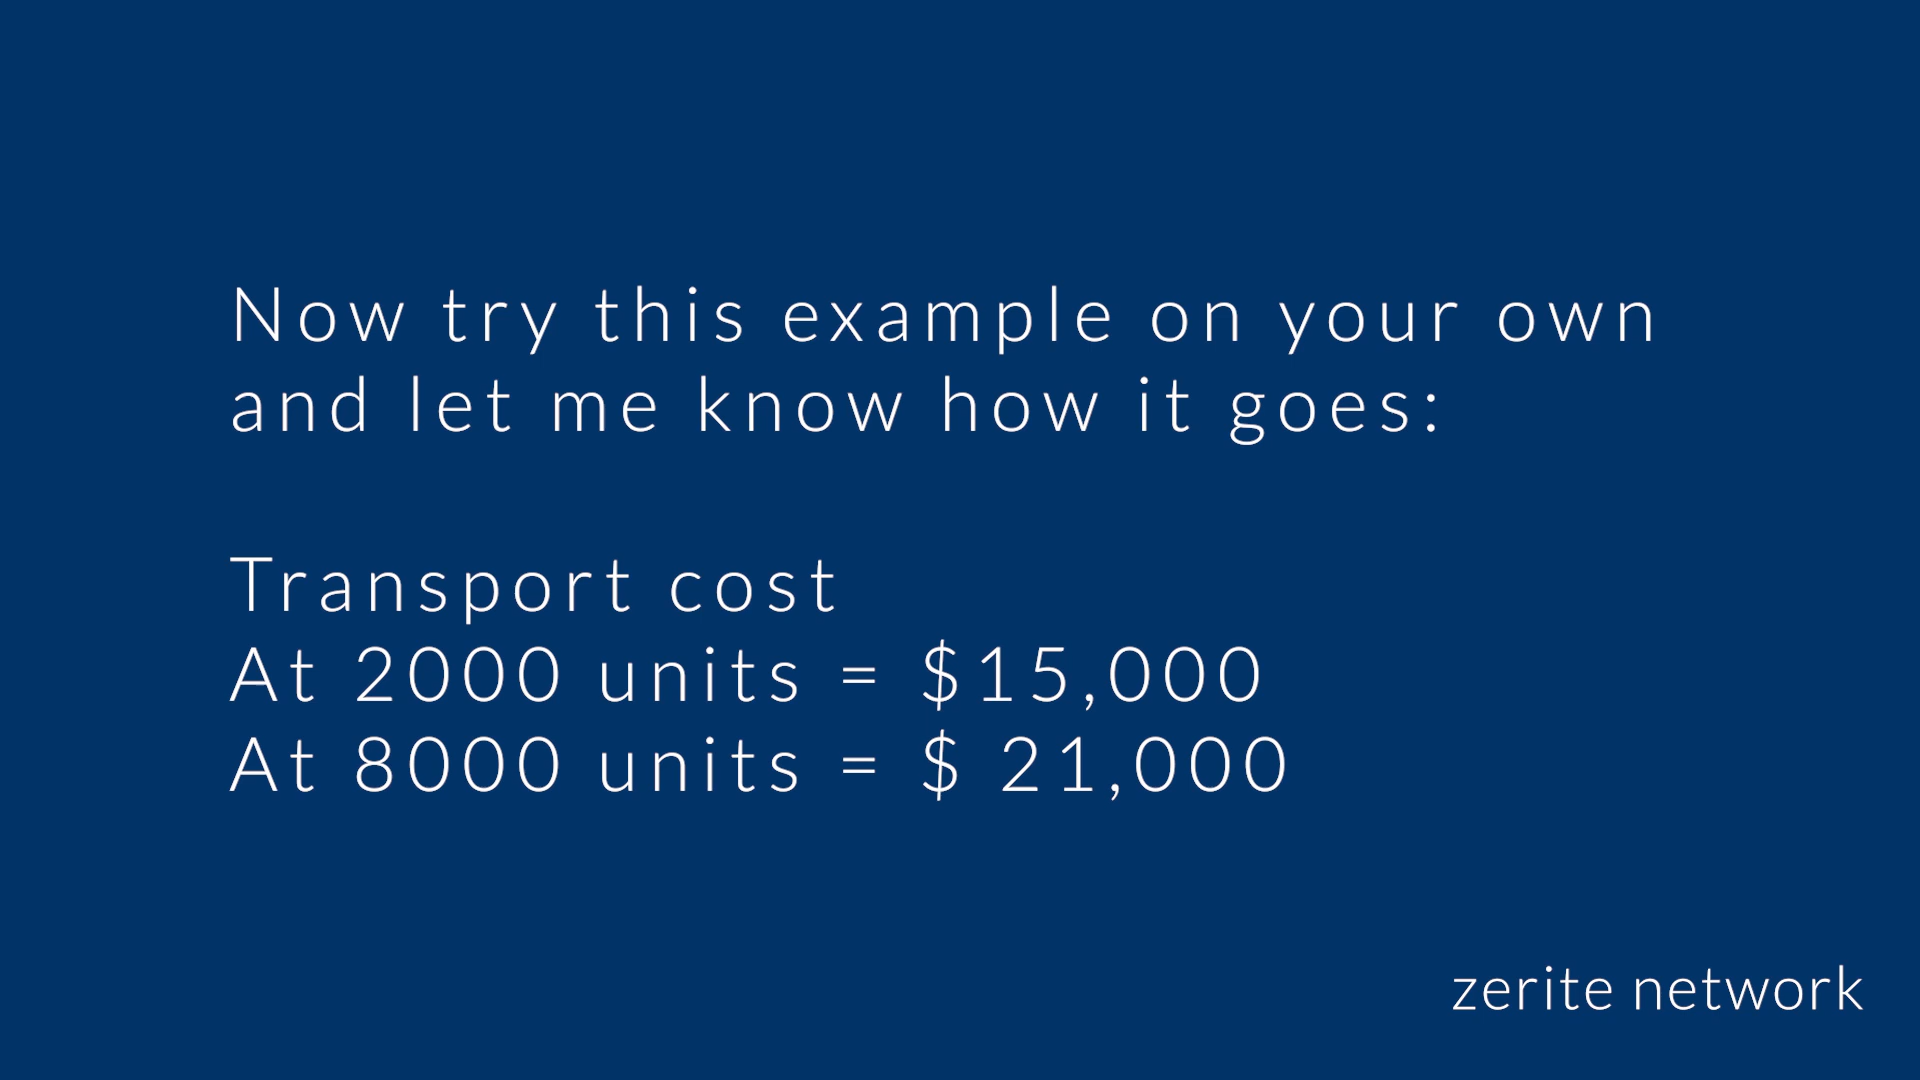 Now try this example on your own
and let me know how it goes:
Transport cost
At 2000 units = $15,000
At 8000 units = $ 21,000
zerite network